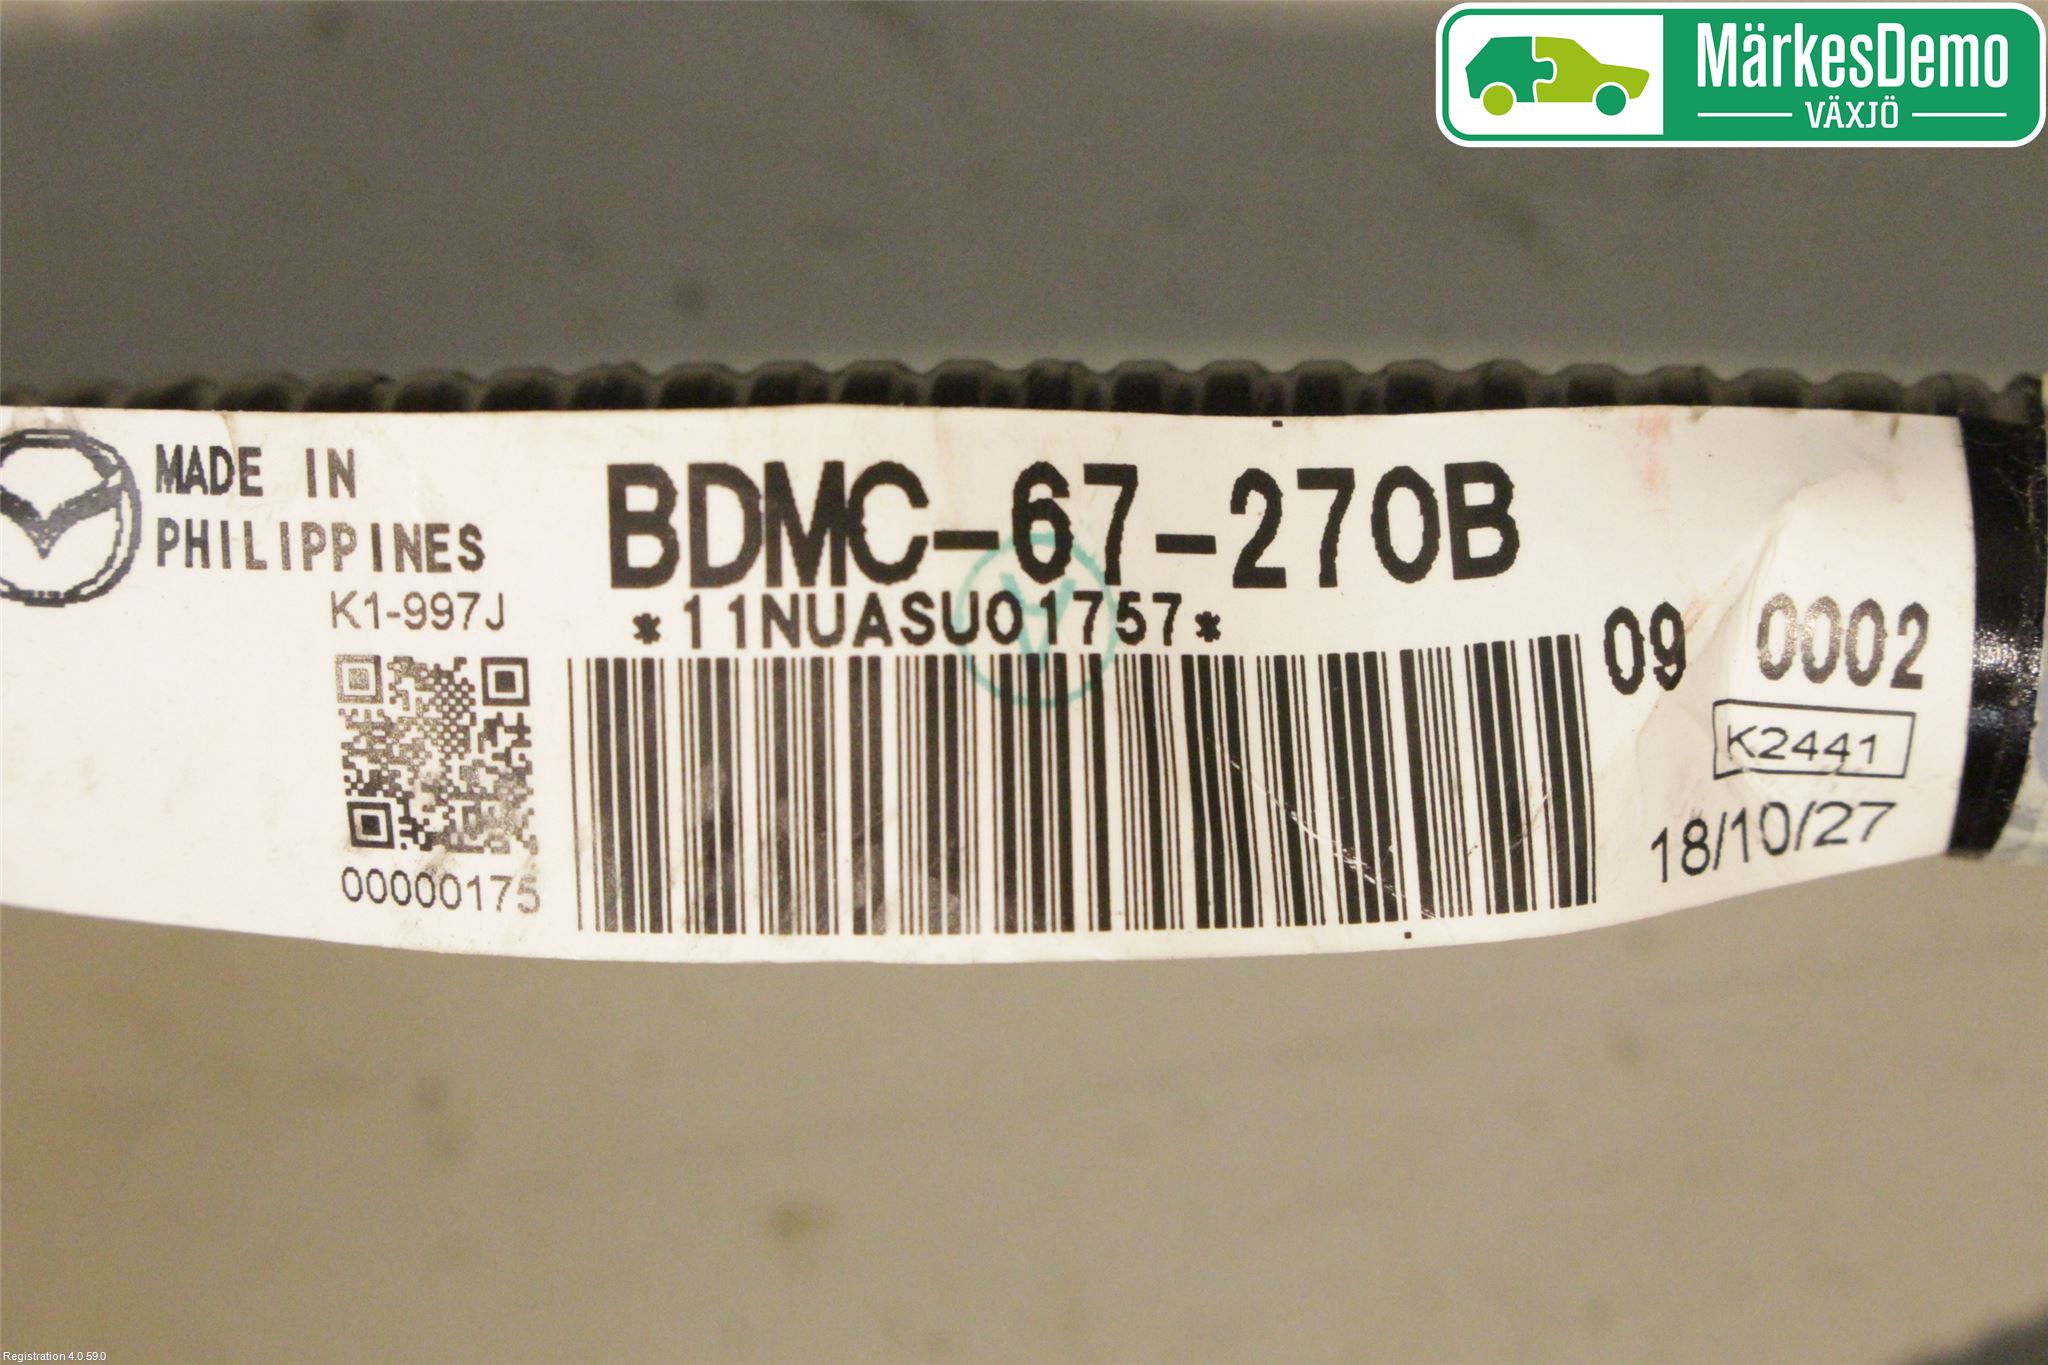 MärkesDemo
VÄXJÖ
MADE IN
PHILIPPINES
K1-997J
00000175
BDMC-67-270B
*11NUASU01757*
09 0002
K2441
18/10/27
A
Registration 4.0.59.0